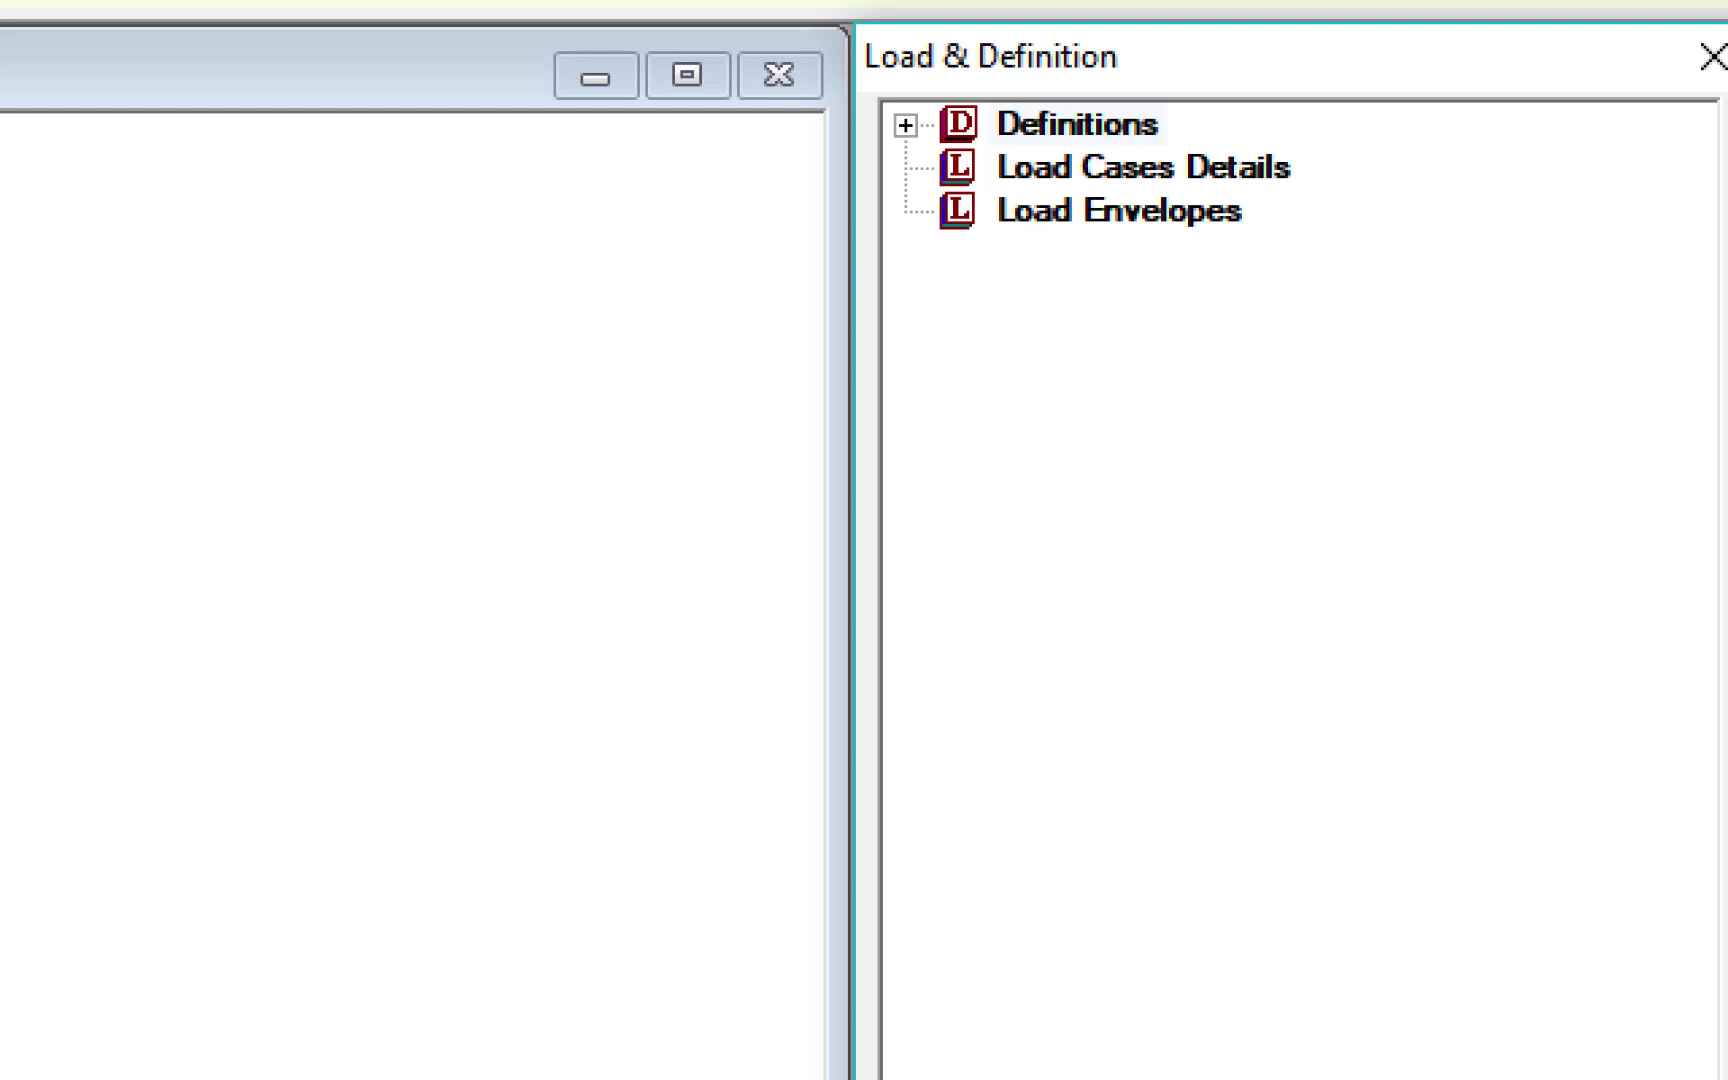 Load & Definition
D Definitions
L Load Cases Details
L Load Envelopes